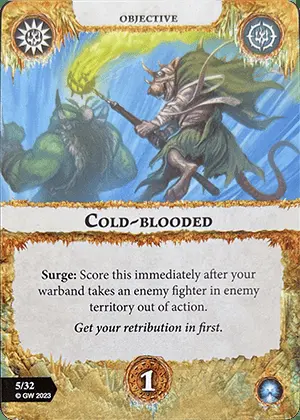 OBJECTIVE
COLD-BLOODED
Surge: Score this immediately after your
warband takes an enemy fighter in enemy
territory out of action.
Get your retribution in first.
5/32
© GW 2023
1